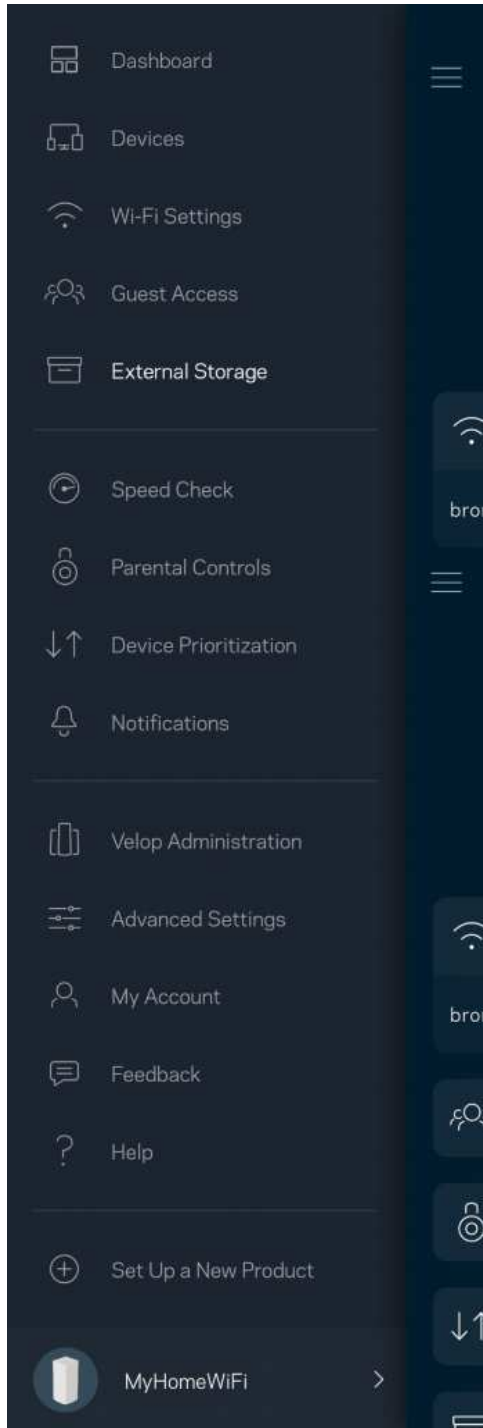 Dashboard
Devices
Wi-Fi Settings
Guest Access
External Storage
Speed Check
Parental Controls
Device Prioritization
Notifications
Velop Administration
Advanced Settings
My Account
Feedback
Help
Set Up a New Product
MyHomeWiFi